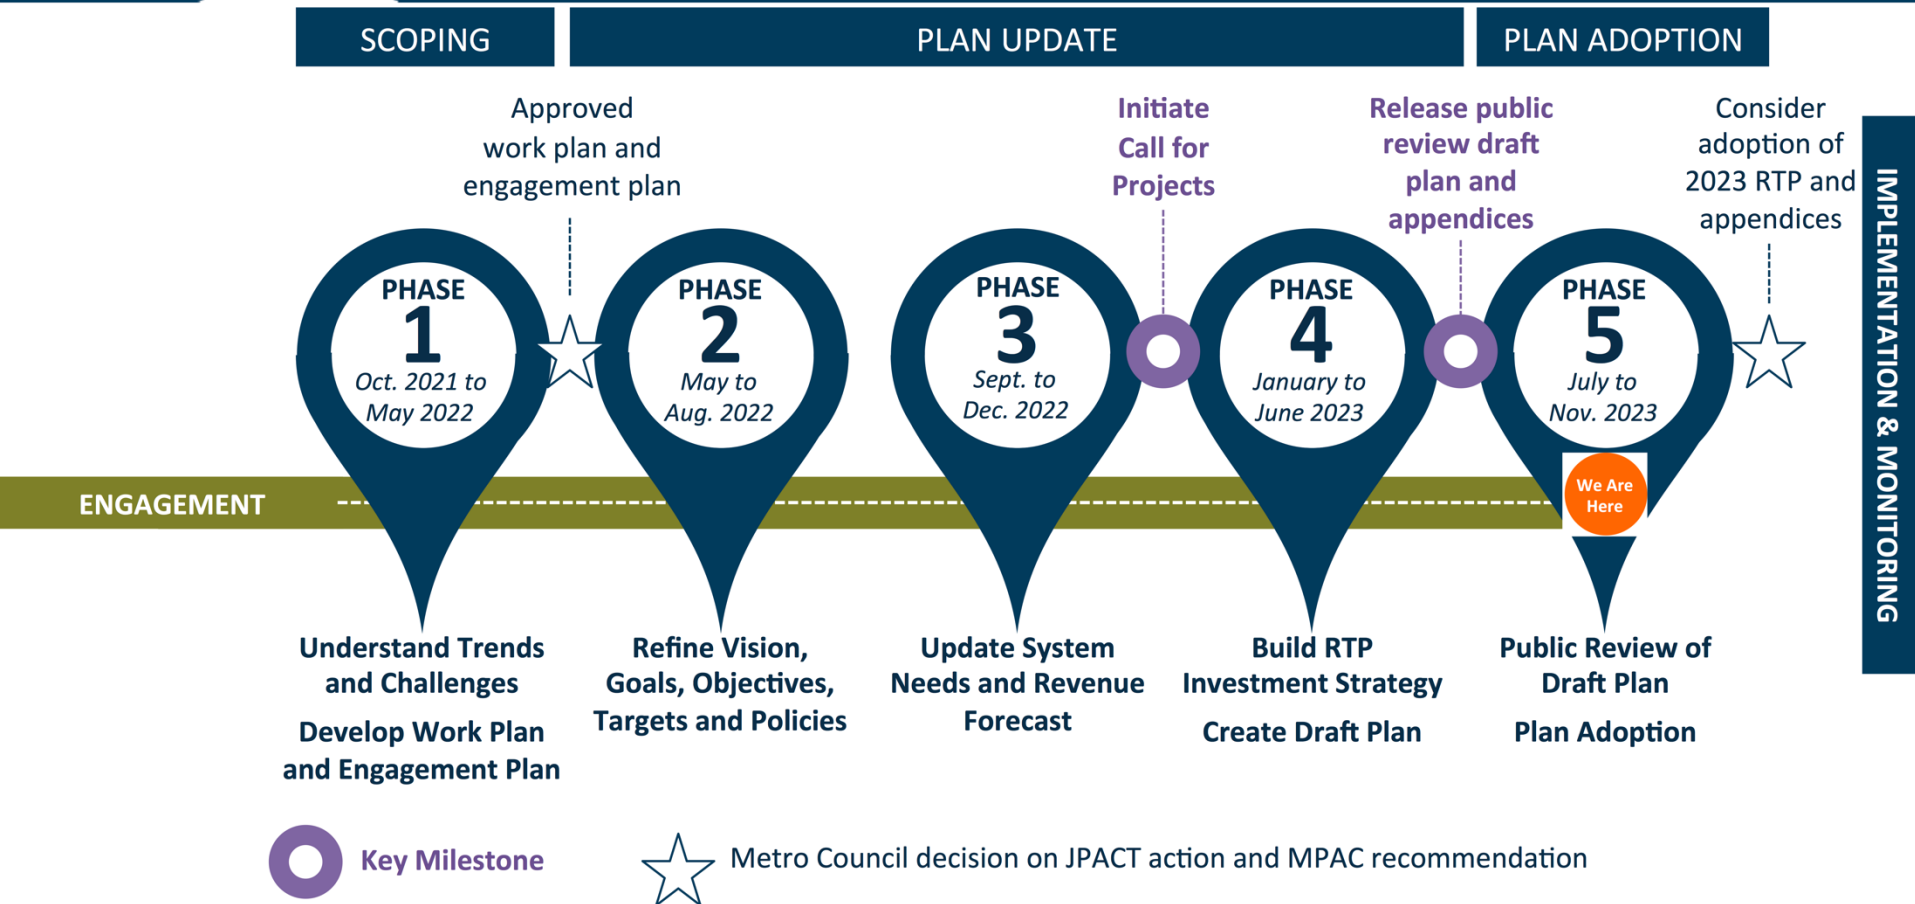 SCOPING
PLAN UPDATE
PLAN ADOPTION
Approved
work plan and
engagement plan
Initiate
Call for
Projects
Release public
review draft
plan and
appendices
Consider
adoption of
2023 RTP and
appendices
PHASE
1
Oct. 2021 to
May 2022
PHASE
2
May to
Aug. 2022
PHASE
3
Sept. to
Dec. 2022
PHASE
4
January to
June 2023
PHASE
5
July to
Nov. 2023
IMPLEMENTATION & MONITORING
ENGAGEMENT
We Are
Here
Understand Trends
and Challenges
Develop Work Plan
and Engagement Plan
Refine Vision,
Goals, Objectives,
Targets and Policies
Update System
Needs and Revenue
Forecast
Build RTP
Investment Strategy
Create Draft Plan
Public Review of
Draft Plan
Plan Adoption
Key Milestone
Metro Council decision on JPACT action and MPAC recommendation